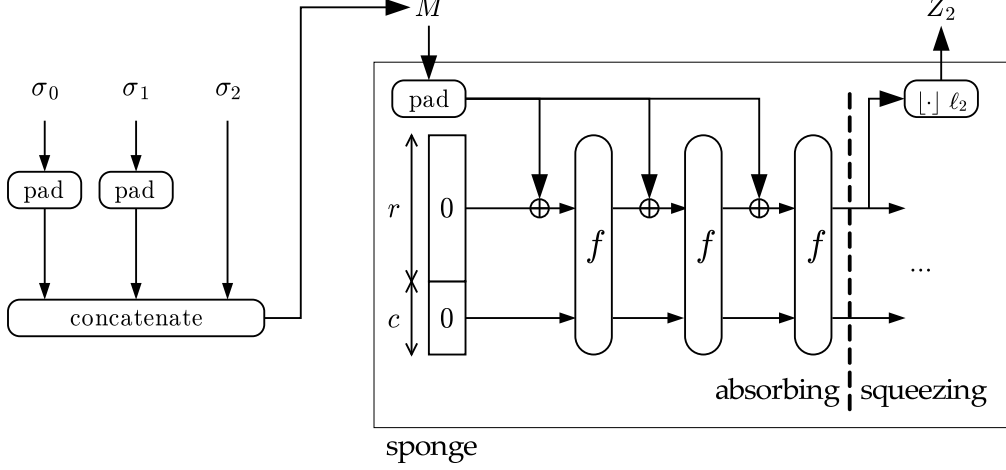 M
Z₂
σ₀ σ₁ σ₂
pad
⌊·⌋ ℓ₂
pad pad
r 0
f f f
...
concatenate
c 0
absorbing squeezing
sponge